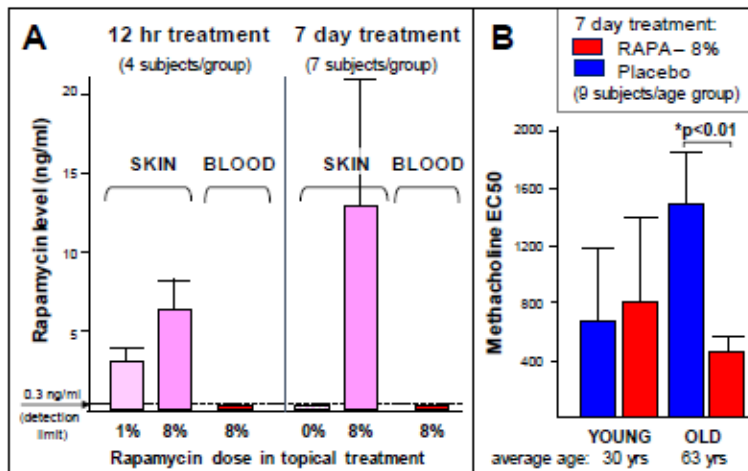 A
12 hr treatment
(4 subjects/group)
7 day treatment
(7 subjects/group)
Rapamycin level (ng/ml)
20
15
10
5
SKIN
BLOOD
SKIN
BLOOD
0.3 ng/ml
(detection
limit)
1% 8% 8% 0% 8% 8%
Rapamycin dose in topical treatment
B
7 day treatment:
RAPA – 8%
Placebo
(9 subjects/age group)
*p<0.01
Methacholine EC50
2000
1600
1200
800
400
YOUNG OLD
average age: 30 yrs 63 yrs